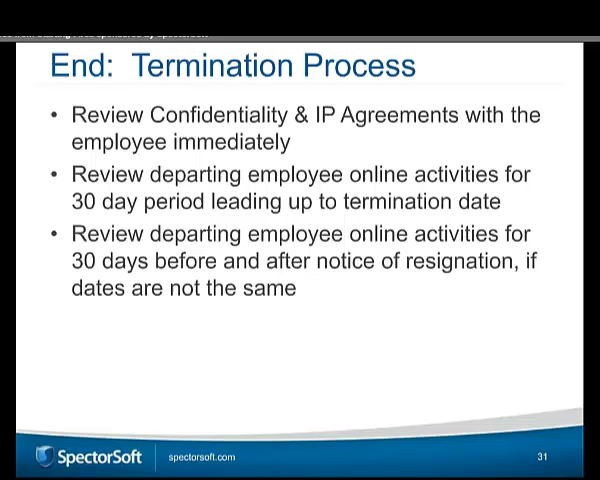 End: Termination Process
• Review Confidentiality & IP Agreements with the
employee immediately
• Review departing employee online activities for
30 day period leading up to termination date
• Review departing employee online activities for
30 days before and after notice of resignation, if
dates are not the same
SpectorSoft
spectorsoft.com
31